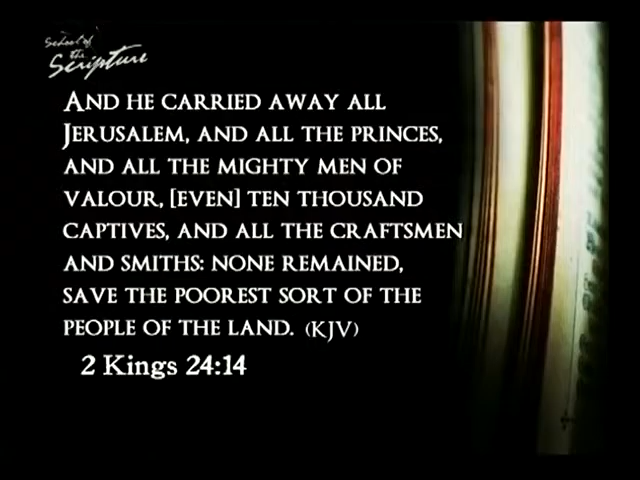 School of
the
Scripture
AND HE CARRIED AWAY ALL
JERUSALEM, AND ALL THE PRINCES,
AND ALL THE MIGHTY MEN OF
VALOUR, [EVEN] TEN THOUSAND
CAPTIVES, AND ALL THE CRAFTSMEN
AND SMITHS: NONE REMAINED,
SAVE THE POOREST SORT OF THE
PEOPLE OF THE LAND. (KJV)
2 Kings 24:14